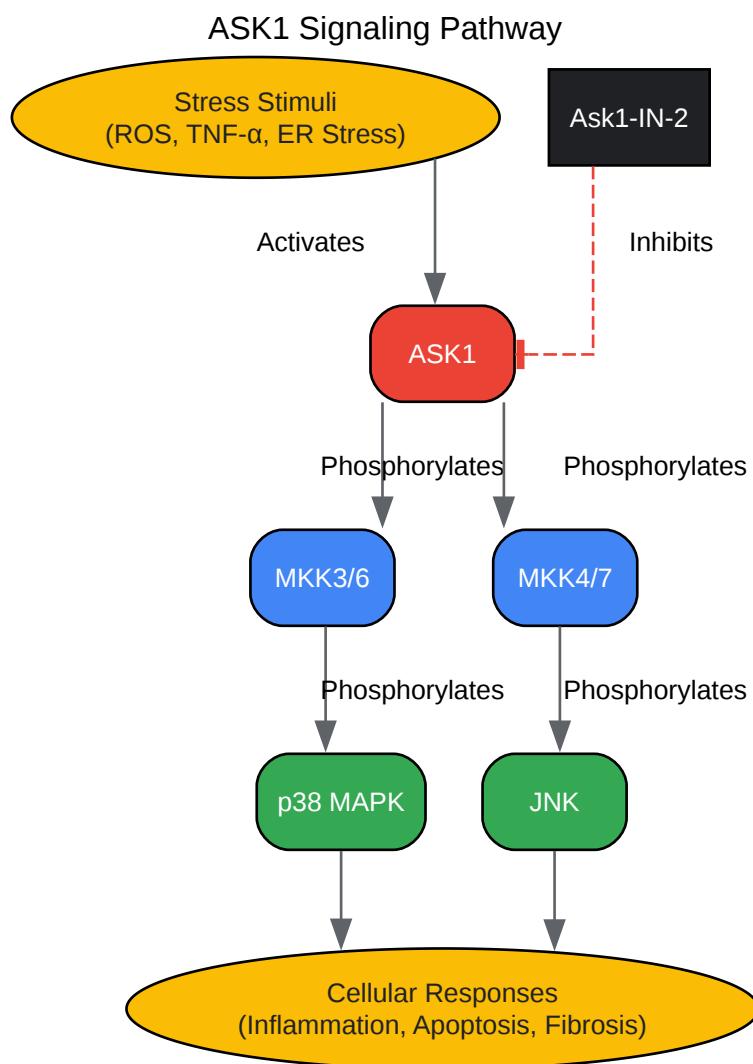 ASK1 Signaling Pathway
Stress Stimuli
(ROS, TNF-α, ER Stress)
Ask1-IN-2
Activates
Inhibits
ASK1
Phosphorylates
Phosphorylates
MKK3/6
MKK4/7
Phosphorylates
Phosphorylates
p38 MAPK
JNK
Cellular Responses
(Inflammation, Apoptosis, Fibrosis)